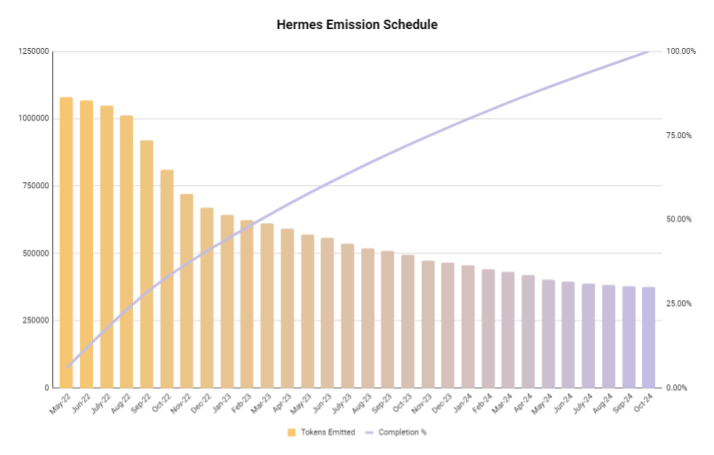 Hermes Emission Schedule
1250000
1000000
750000
500000
250000
0
100.00%
75.00%
50.00%
25.00%
0.00%
May-22
Jun-22
July-22
Aug-22
Sep-22
Oct-22
Nov-22
Dec-22
Jan-23
Feb-23
Mar-23
Apr-23
May-23
Jun-23
July-23
Aug-23
Sep-23
Oct-23
Nov-23
Dec-23
Jan-24
Feb-24
Mar-24
Apr-24
May-24
Jun-24
July-24
Aug-24
Sep-24
Oct-24
Tokens Emitted
Completion %